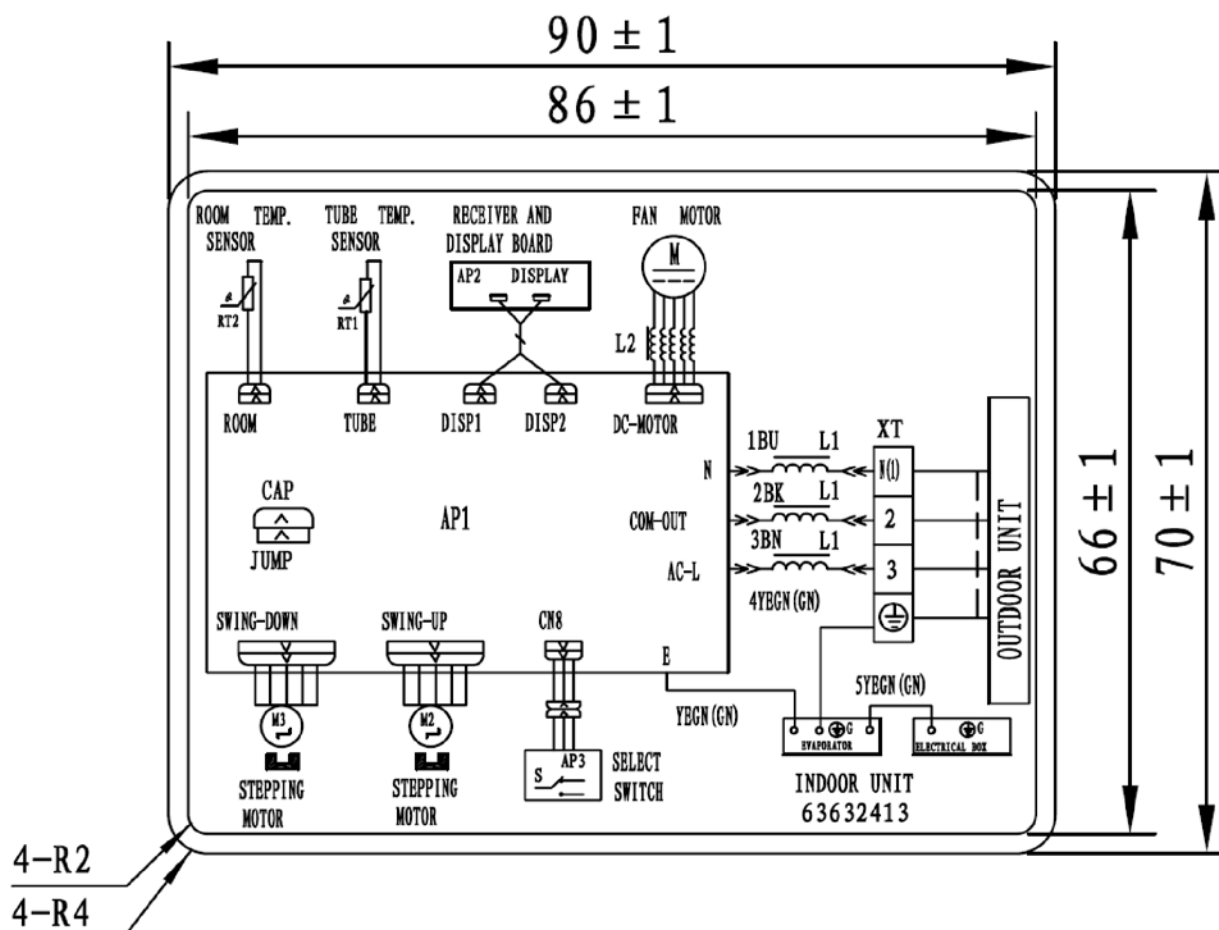 90±1
86±1
ROOM TEMP.
SENSOR
TUBE TEMP.
SENSOR
RECEIVER AND
DISPLAY BOARD
FAN MOTOR
M
AP2 DISPLAY
RT2
RT1
L2
ROOM
TUBE
DISP1
DISP2
DC-MOTOR
1BU L1
XT
N
N(1)
CAP
JUMP
AP1
2BK L1
COM-OUT
2
3BN L1
AC-L
3
4YEGN(GN)
OUTDOOR UNIT
66±1
70±1
SWING-DOWN
SWING-UP
CN8
E
YEGN(GN)
5YEGN(GN)
M3
M2
G
EVAPORATOR
G
ELECTRICAL BOX
S
AP3
SELECT
SWITCH
STEPPING
MOTOR
STEPPING
MOTOR
INDOOR UNIT
63632413
4-R2
4-R4